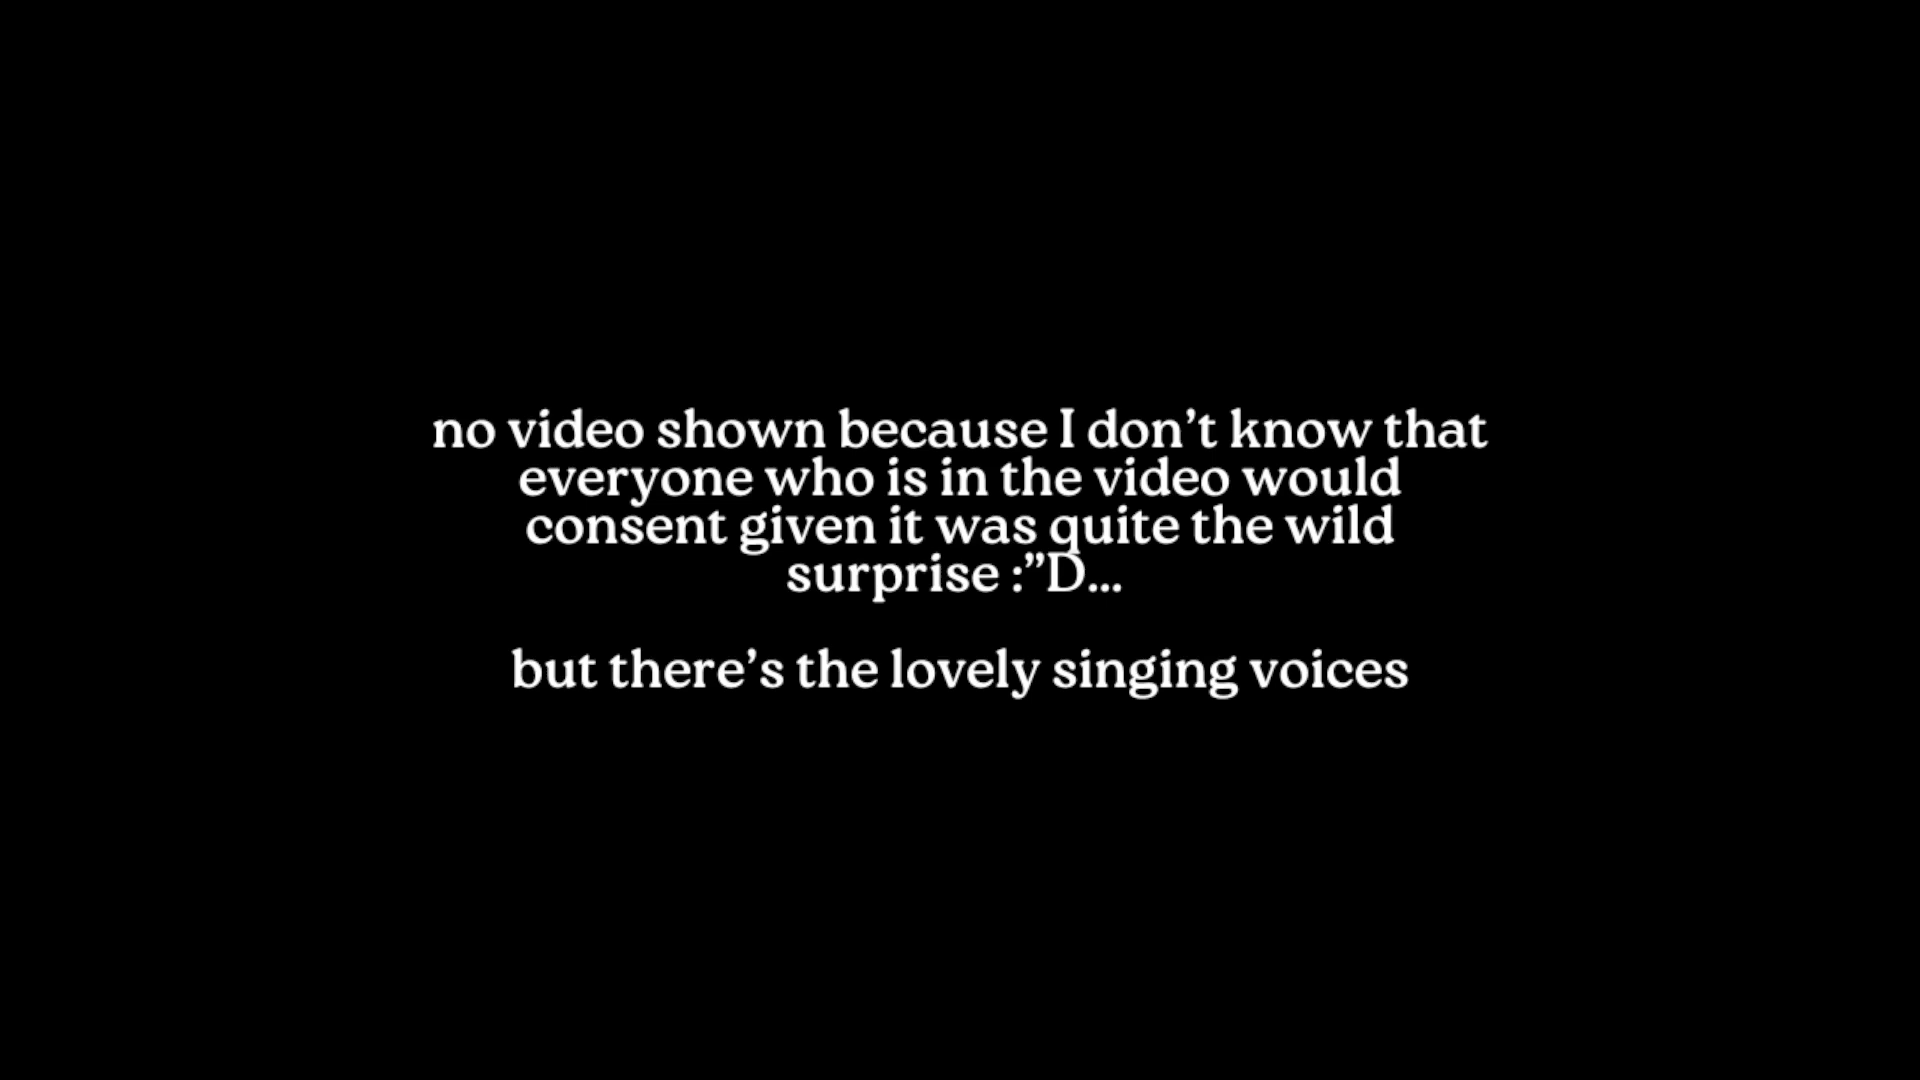 no video shown because I don’t know that
everyone who is in the video would
consent given it was quite the wild
surprise :”D...
but there’s the lovely singing voices